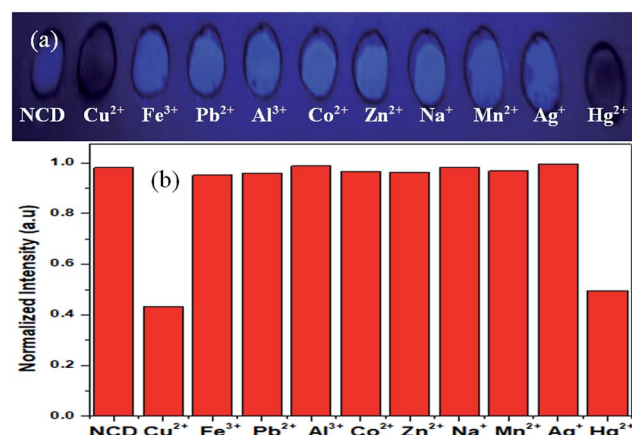 (a)
NCD Cu²⁺ Fe³⁺ Pb²⁺ Al³⁺ Co²⁺ Zn²⁺ Na⁺ Mn²⁺ Ag⁺ Hg²⁺
(b)
Normalized Intensity (a.u)
1.0
0.8
0.6
0.4
0.2
0.0
NCD Cu²⁺ Fe³⁺ Pb²⁺ Al³⁺ Co²⁺ Zn²⁺ Na⁺ Mn²⁺ Ag⁺ Hg²⁺